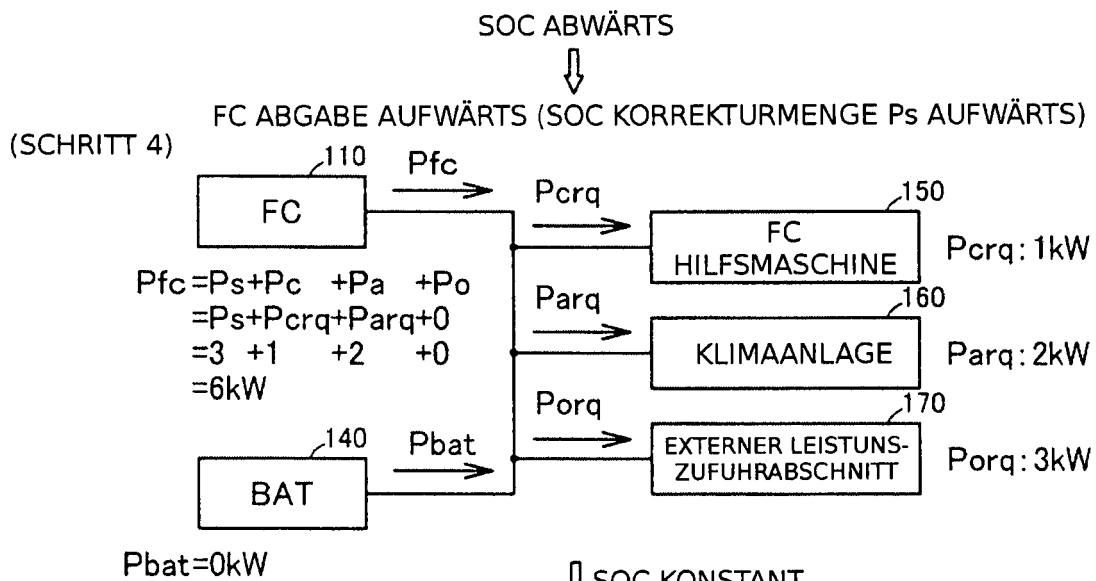 SOC ABWÄRTS
FC ABGABE AUFWÄRTS (SOC KORREKTURMENGE Ps AUFWÄRTS)
(SCHRITT 4)
110
Pfc
FC
Pfc=Ps+Pc +Pa +Po
=Ps+Pcrq+Parq+0
=3 +1 +2 +0
=6kW
Pcrq
150
FC
HILFSMASCHINE
Pcrq: 1kW
Parq
160
KLIMAANLAGE
Parq: 2kW
Porq
170
EXTERNER LEISTUNS-
ZUFUHRABSCHNITT
Porq: 3kW
140
Pbat
BAT
Pbat=0kW
SOC KONSTANT